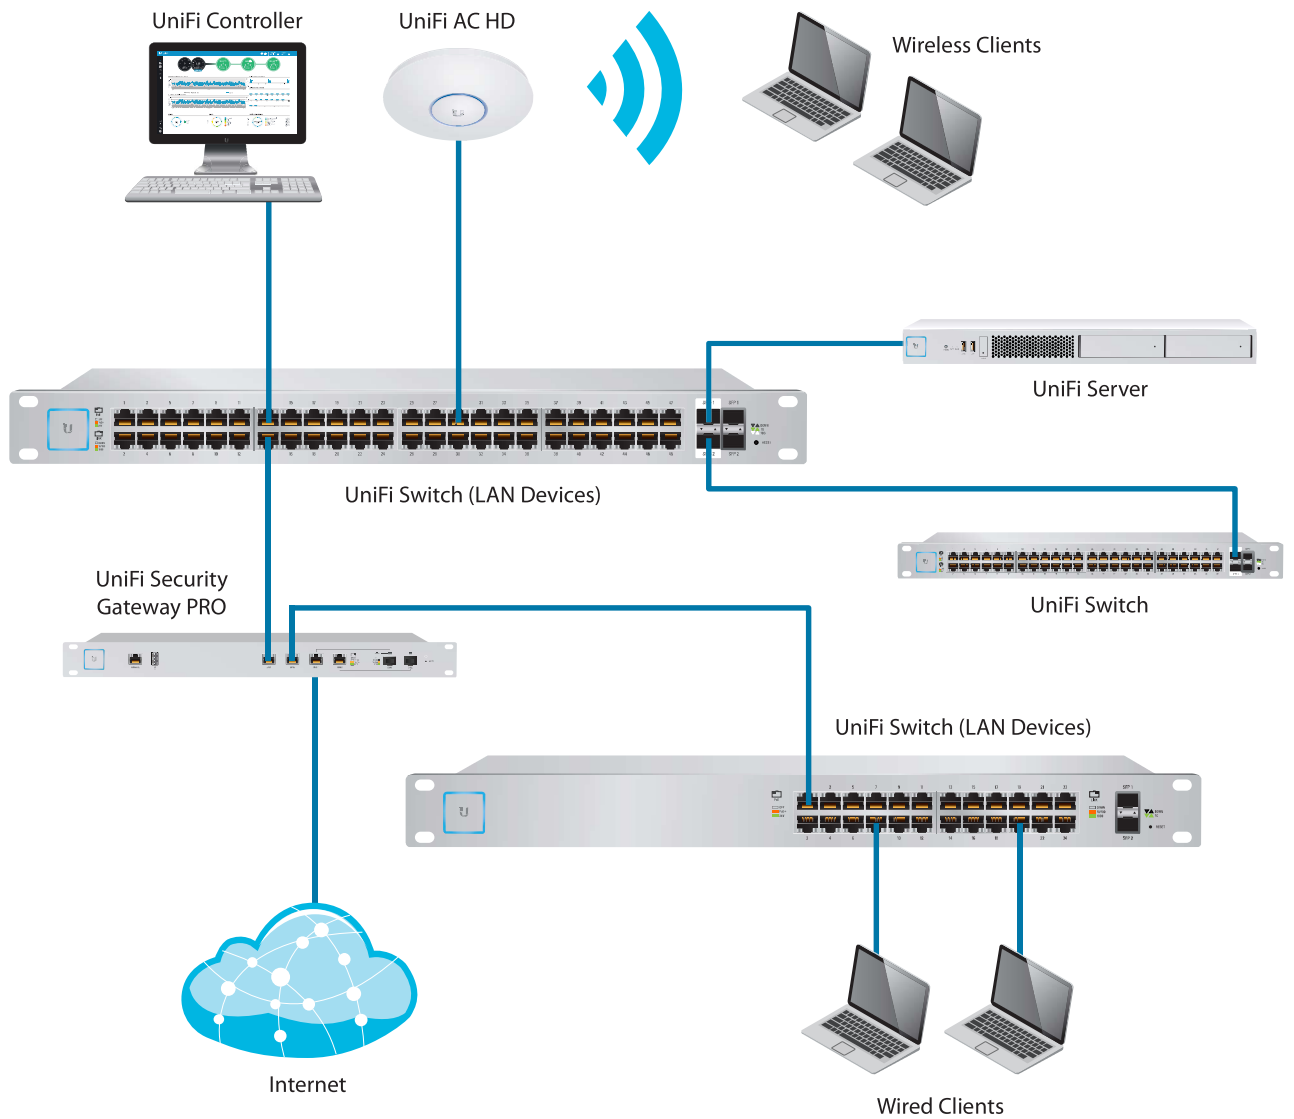 UniFi Controller
UniFi AC HD
Wireless Clients
UniFi Server
UniFi Switch (LAN Devices)
UniFi Switch
UniFi Security
Gateway PRO
UniFi Switch (LAN Devices)
Internet
Wired Clients